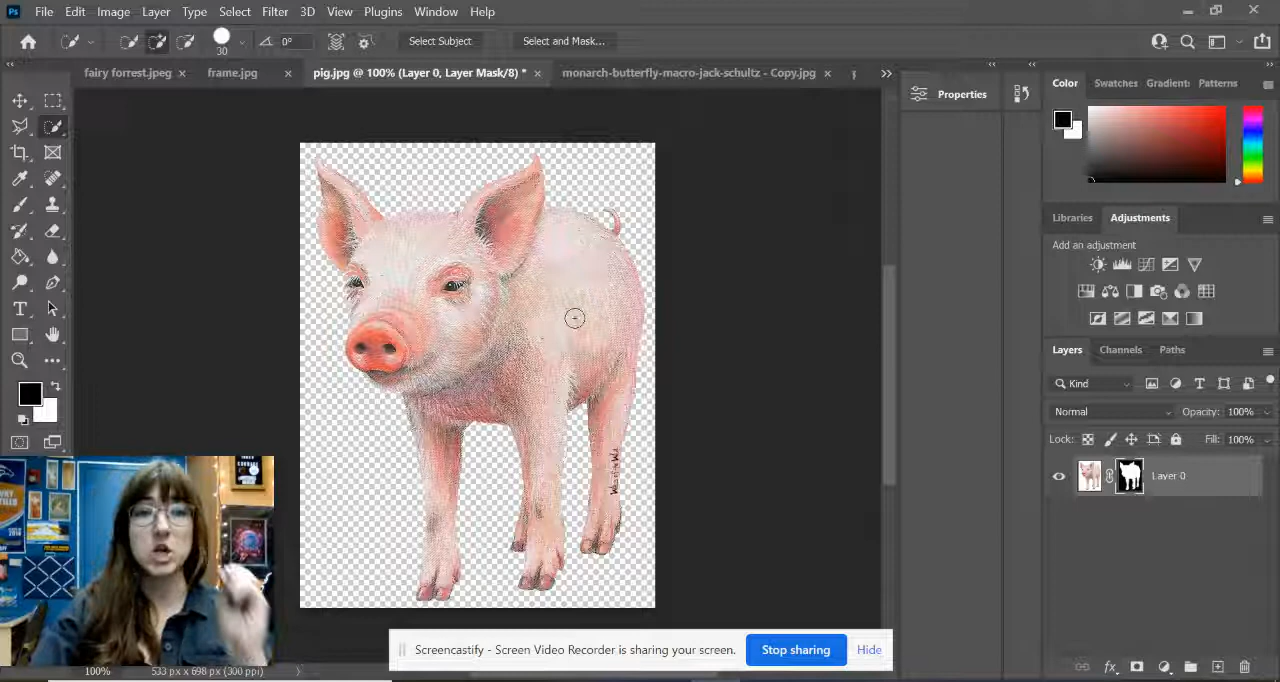 Ps File Edit Image Layer Type Select Filter 3D View Plugins Window Help
30 0° Select Subject Select and Mask...
fairy forrest.jpeg × frame.jpg × pig.jpg @ 100% (Layer 0, Layer Mask/8) * × monarch-butterfly-macro-jack-schultz - Copy.jpg ×
Properties
Color Swatches Gradient: Patterns
Libraries Adjustments
Add an adjustment
Layers Channels Paths
Kind
Normal Opacity: 100%
Lock: Fill: 100%
Layer 0
Screencastify - Screen Video Recorder is sharing your screen. Stop sharing Hide
100% 533 px x 698 px (300 ppi)